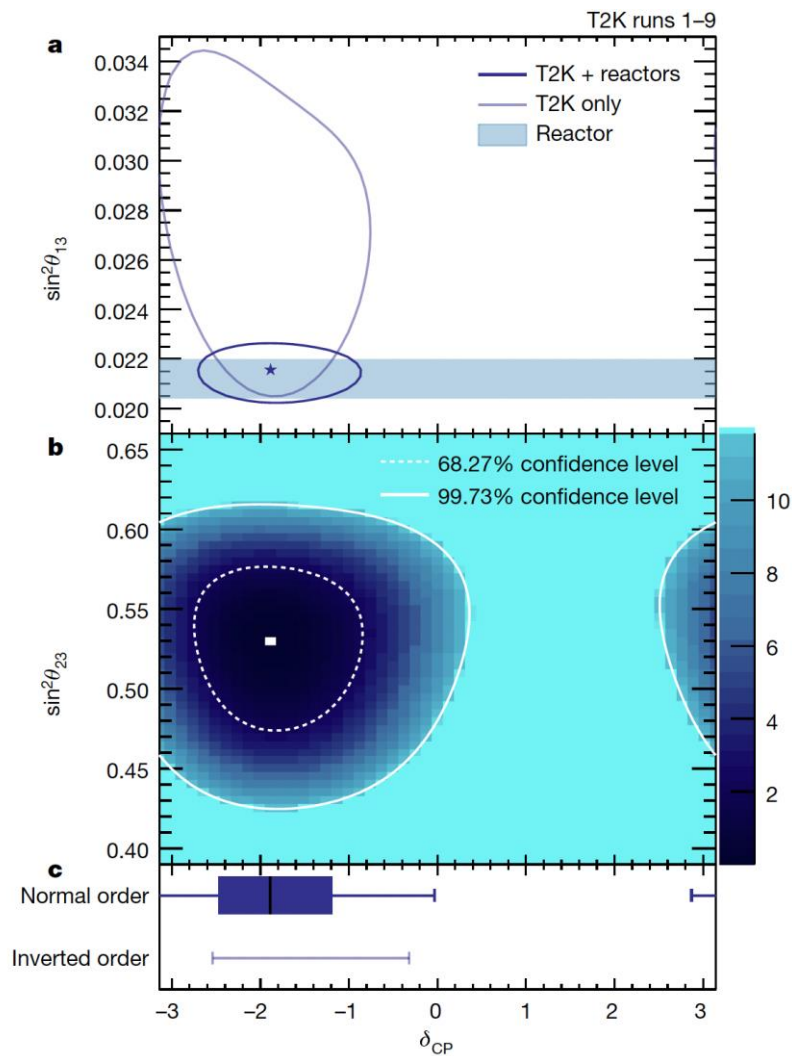 T2K runs 1–9
a
T2K + reactors
T2K only
Reactor
0.034
0.032
0.030
0.028
0.026
0.024
0.022
0.020
sin²θ₁₃
b
68.27% confidence level
99.73% confidence level
0.65
0.60
0.55
0.50
0.45
0.40
sin²θ₂₃
10
8
6
4
2
c
Normal order
Inverted order
−3 −2 −1 0 1 2 3
δCP